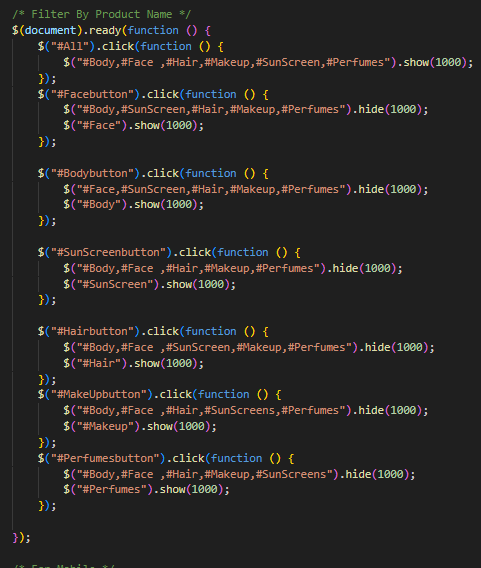 /* Filter By Product Name */
$(document).ready(function () {
$("#All").click(function () {
$("#Body,#Face ,#Hair,#Makeup,#SunScreen,#Perfumes").show(1000);
});
$("#Facebutton").click(function () {
$("#Body,#SunScreen,#Hair,#Makeup,#Perfumes").hide(1000);
$("#Face").show(1000);
});
$("#Bodybutton").click(function () {
$("#Face,#SunScreen,#Hair,#Makeup,#Perfumes").hide(1000);
$("#Body").show(1000);
});
$("#SunScreenbutton").click(function () {
$("#Body,#Face ,#Hair,#Makeup,#Perfumes").hide(1000);
$("#SunScreen").show(1000);
});
$("#Hairbutton").click(function () {
$("#Body,#Face ,#SunScreen,#Makeup,#Perfumes").hide(1000);
$("#Hair").show(1000);
});
$("#MakeUpbutton").click(function () {
$("#Body,#Face ,#Hair,#SunScreens,#Perfumes").hide(1000);
$("#Makeup").show(1000);
});
$("#Perfumesbutton").click(function () {
$("#Body,#Face ,#Hair,#Makeup,#SunScreens").hide(1000);
$("#Perfumes").show(1000);
});
});
/* For Mobile */